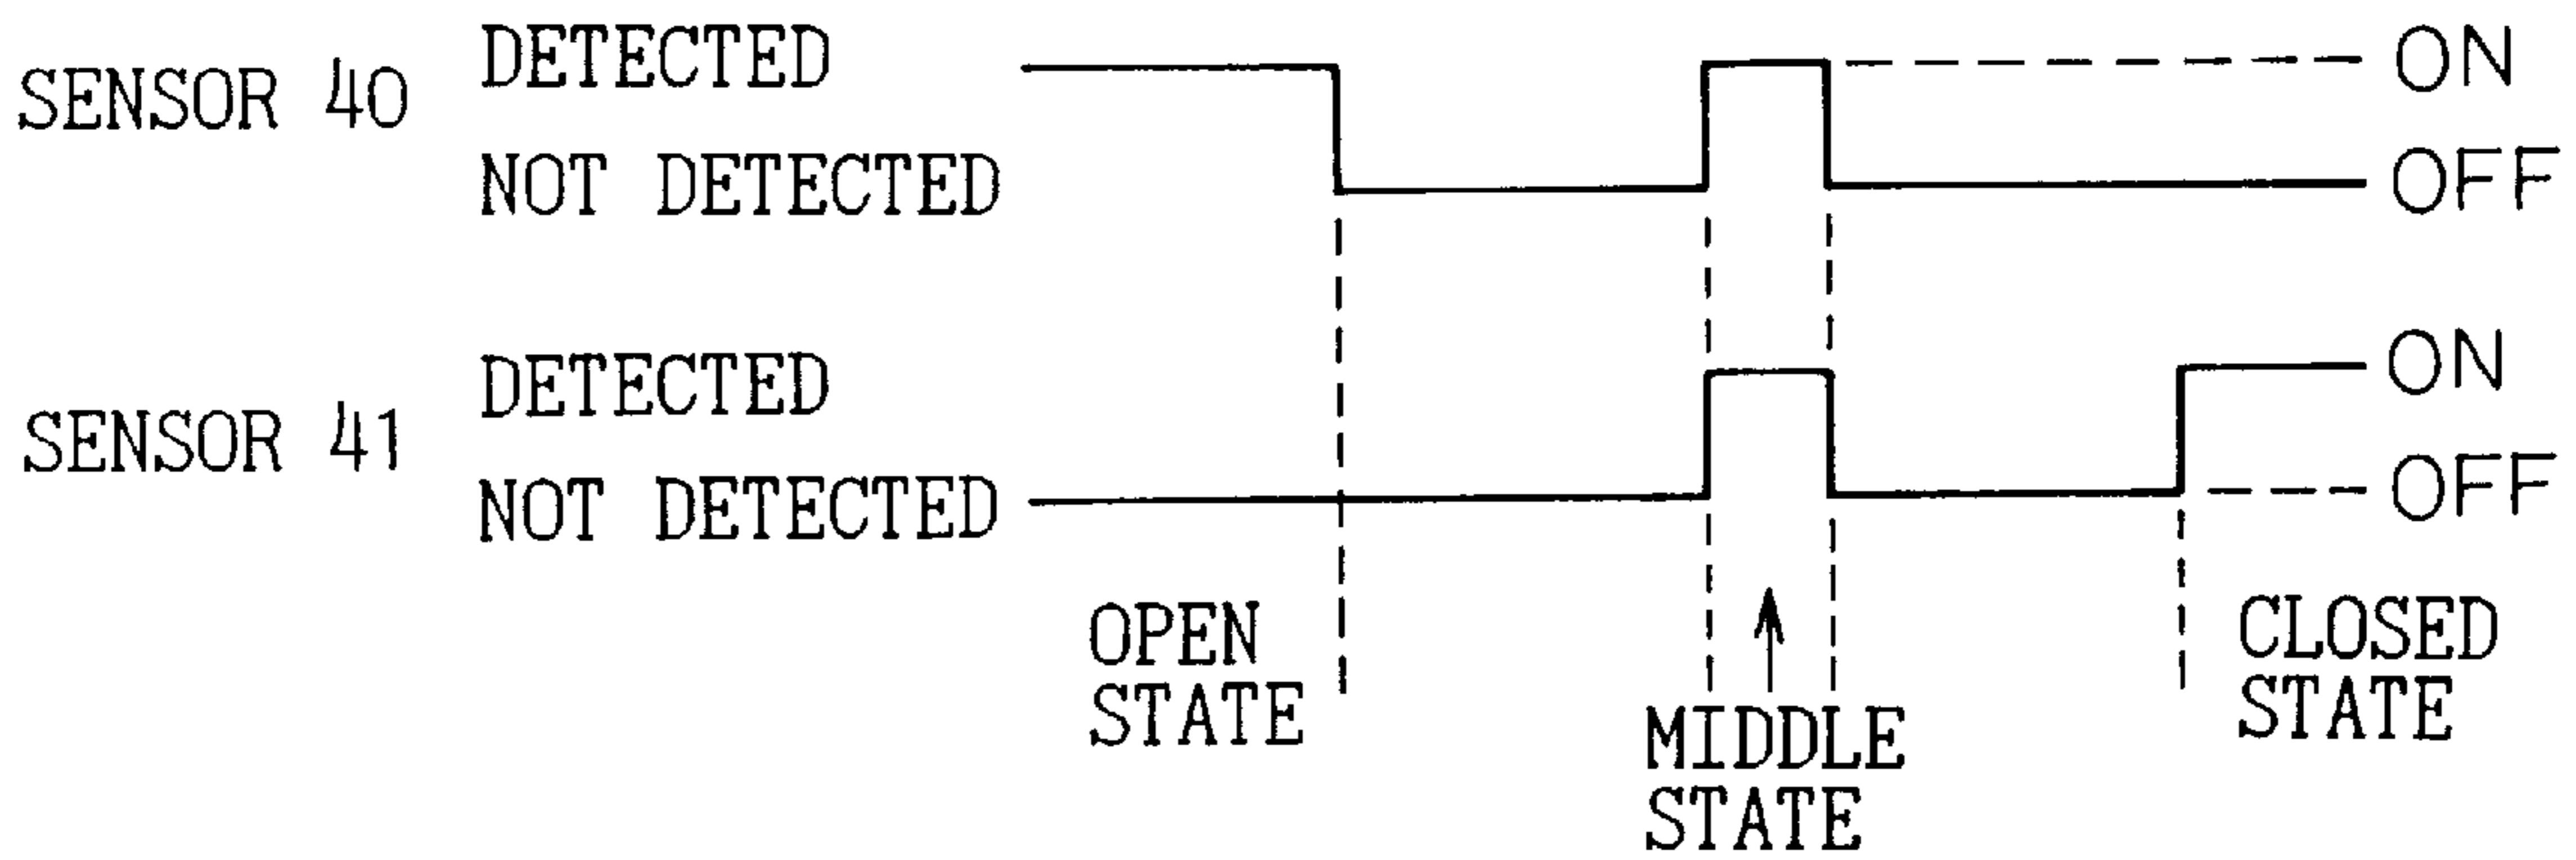 SENSOR 40
DETECTED
NOT DETECTED
ON
OFF
SENSOR 41
DETECTED
NOT DETECTED
ON
OFF
OPEN
STATE
MIDDLE
STATE
CLOSED
STATE